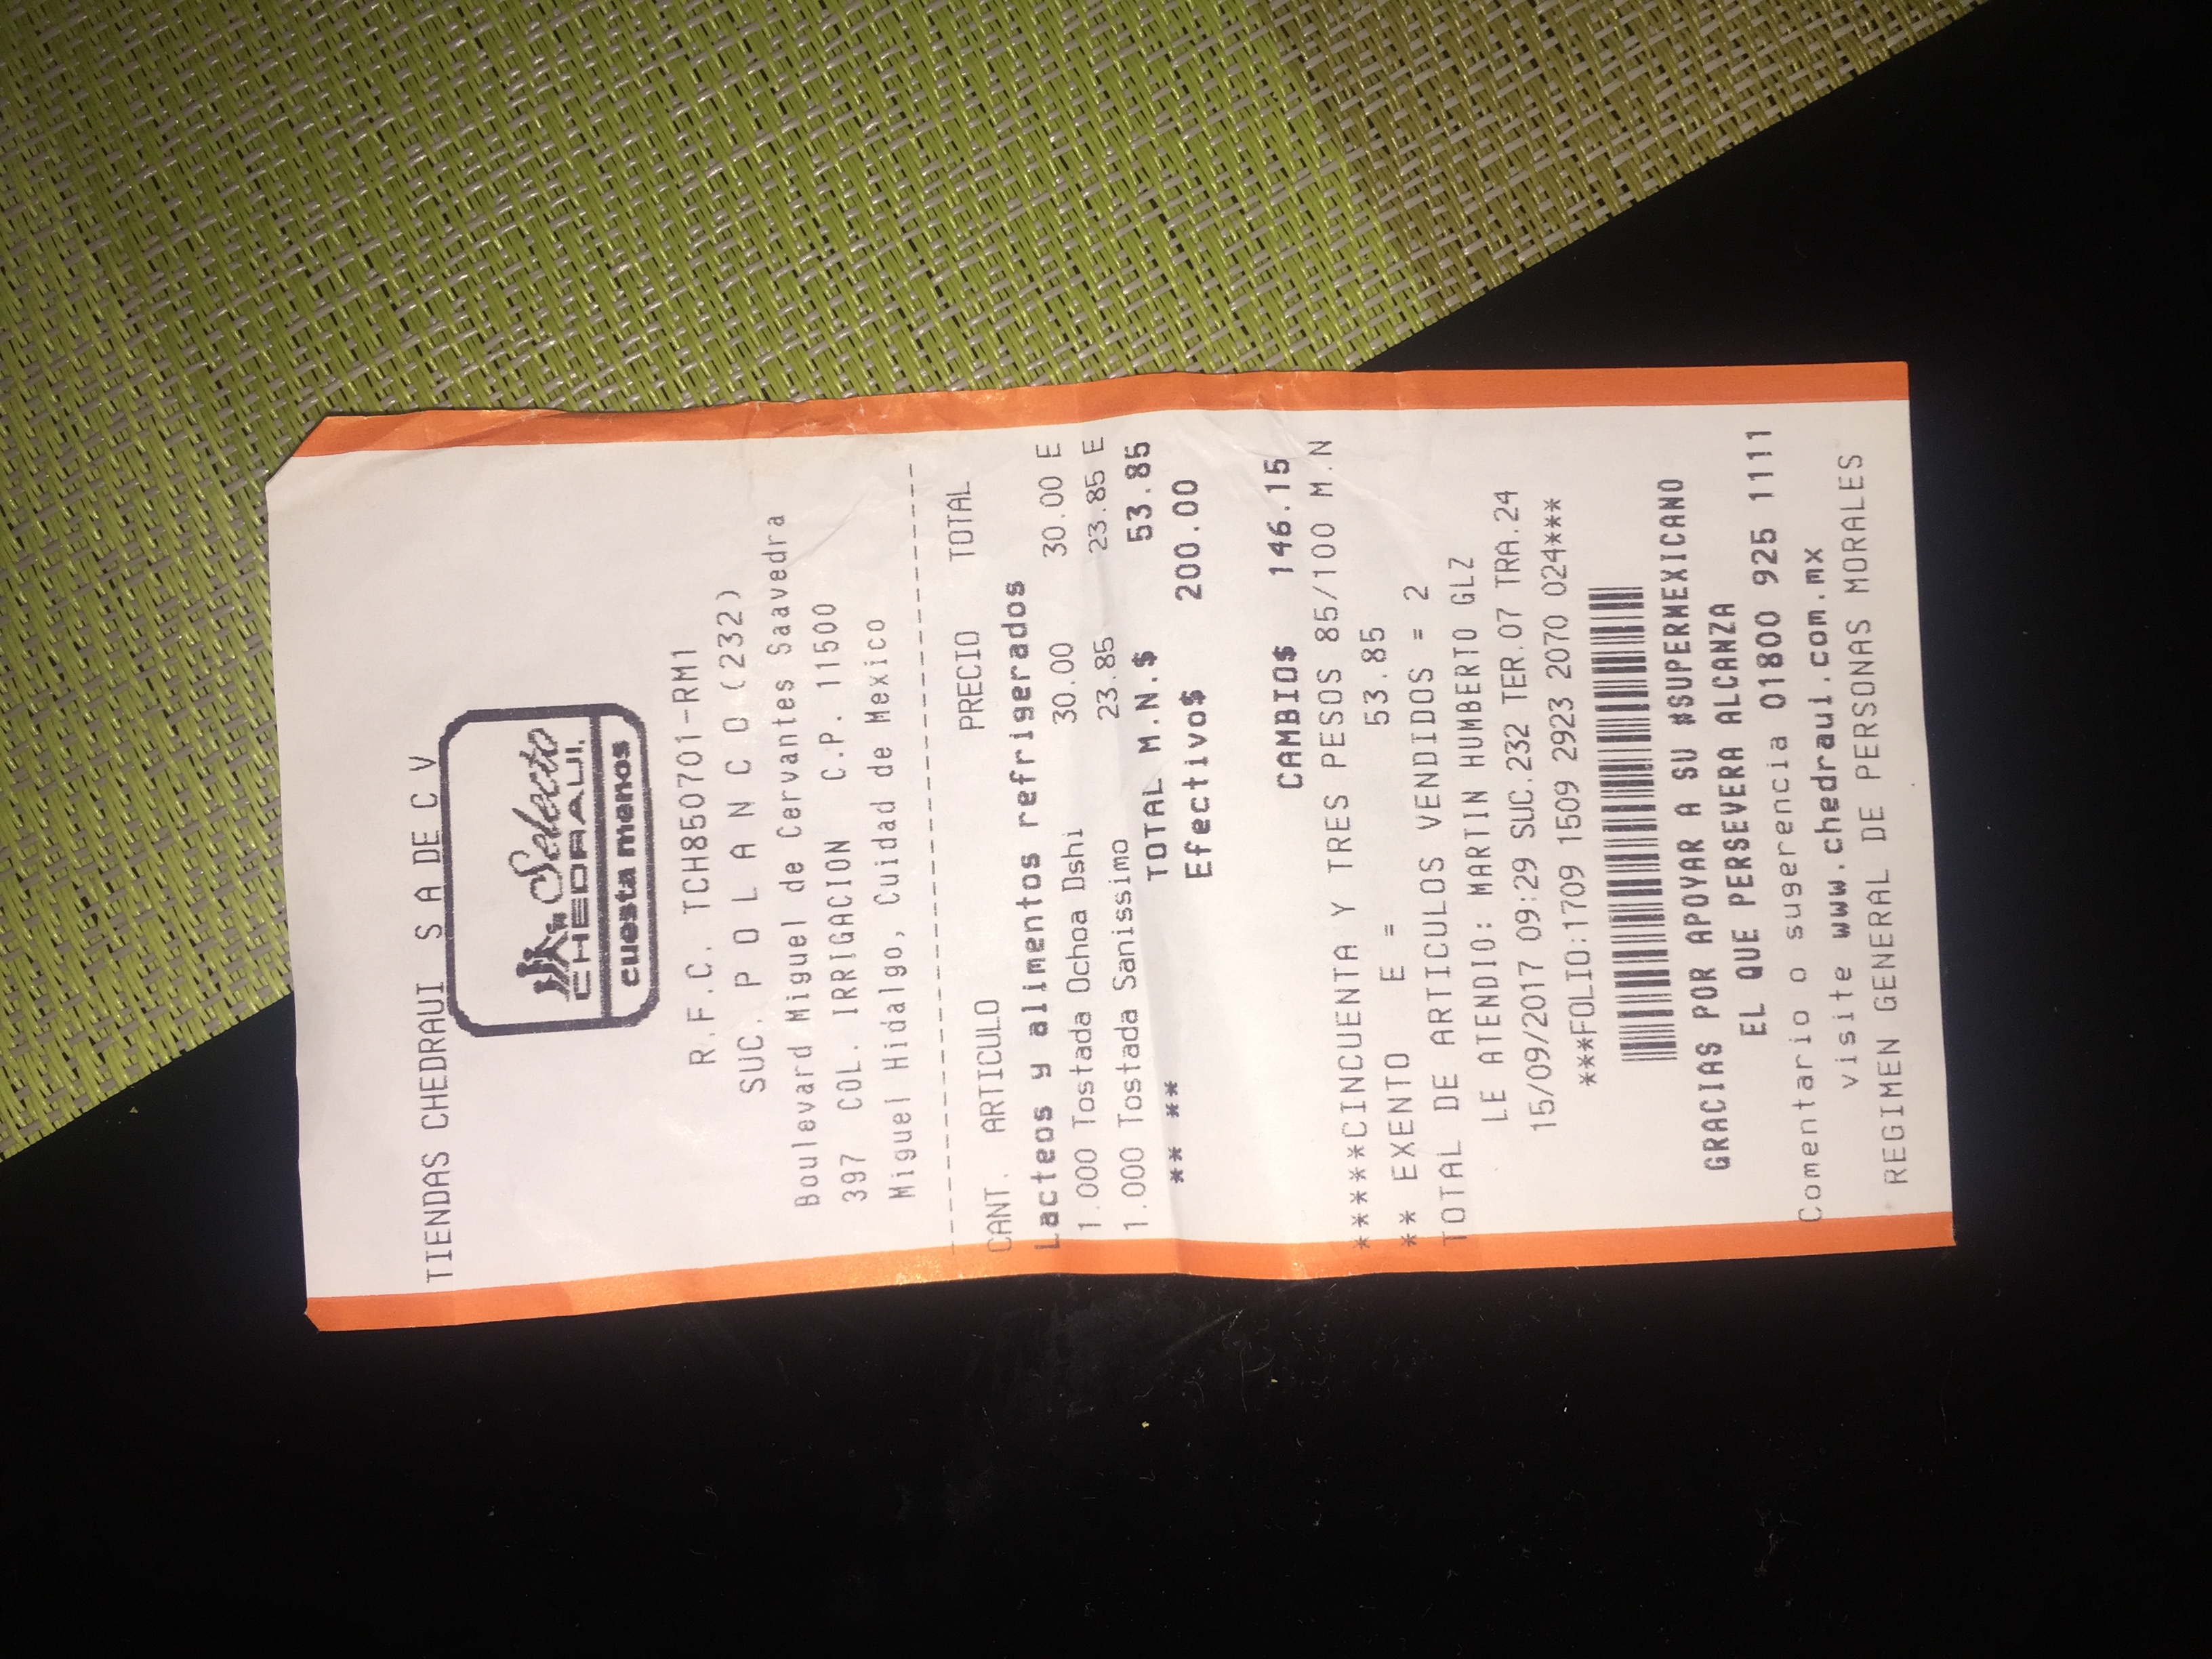 TIENDAS CHEDRAUI S A DE C V
Selecto
CHEDRAUI.
cuesta menos
R.F.C. TCH850701-RM1
SUC. P O L A N C O (232)
Boulevard Miguel de Cervantes Saavedra
397 COL. IRRIGACION C.P. 11500
Miguel Hidalgo, Cuidad de Mexico
--------------------------------------
CANT. ARTICULO PRECIO TOTAL
Lacteos y alimentos refrigerados
1.000 Tostada Ochoa Dshi 30.00 30.00 E
1.000 Tostada Sanissimo 23.85 23.85 E
** ** TOTAL M.N.$ 53.85
Efectivo$ 200.00
CAMBIO$ 146.15
*****CINCUENTA Y TRES PESOS 85/100 M.N
** EXENTO E = 53.85
TOTAL DE ARTICULOS VENDIDOS = 2
LE ATENDIO: MARTIN HUMBERTO GLZ
15/09/2017 09:29 SUC.232 TER.07 TRA.24
***FOLIO:1709 1509 2923 2070 024***
GRACIAS POR APOYAR A SU #SUPERMEXICANO
EL QUE PERSEVERA ALCANZA
Comentario o sugerencia 01800 925 1111
visite www.chedraui.com.mx
REGIMEN GENERAL DE PERSONAS MORALES